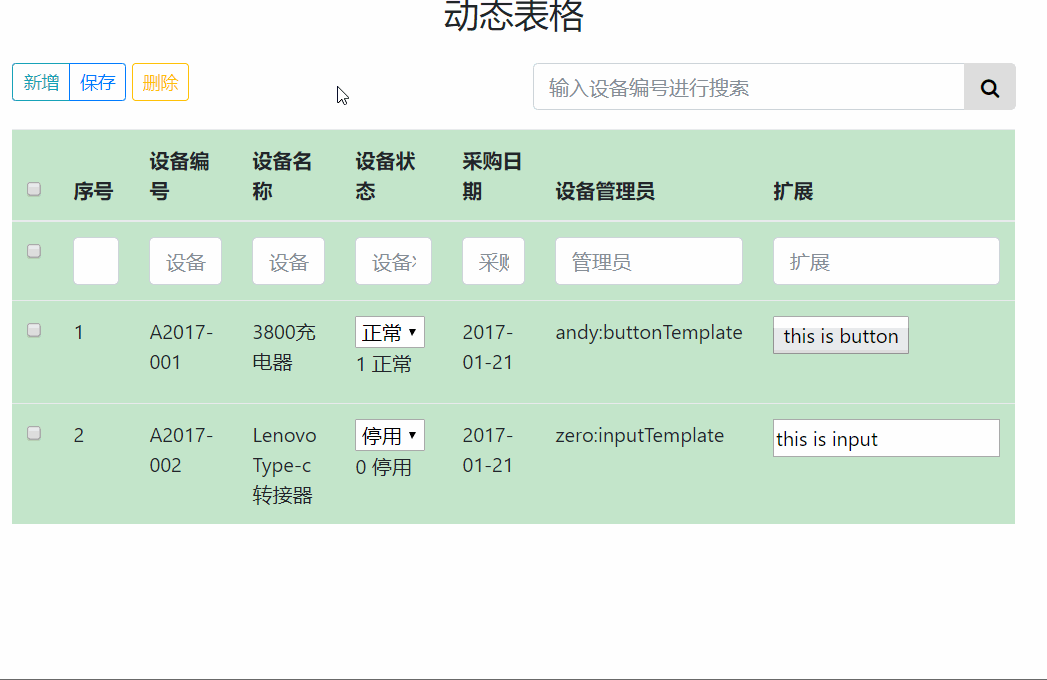 动态表格
新增 保存 删除 输入设备编号进行搜索
序号 设备编号 设备名称 设备状态 采购日期 设备管理员 扩展
设备 设备 设备 采购 管理员 扩展
1 A2017-001 3800充电器 正常 1 正常 2017-01-21 andy:buttonTemplate this is button
2 A2017-002 Lenovo Type-c 转接器 停用 0 停用 2017-01-21 zero:inputTemplate this is input